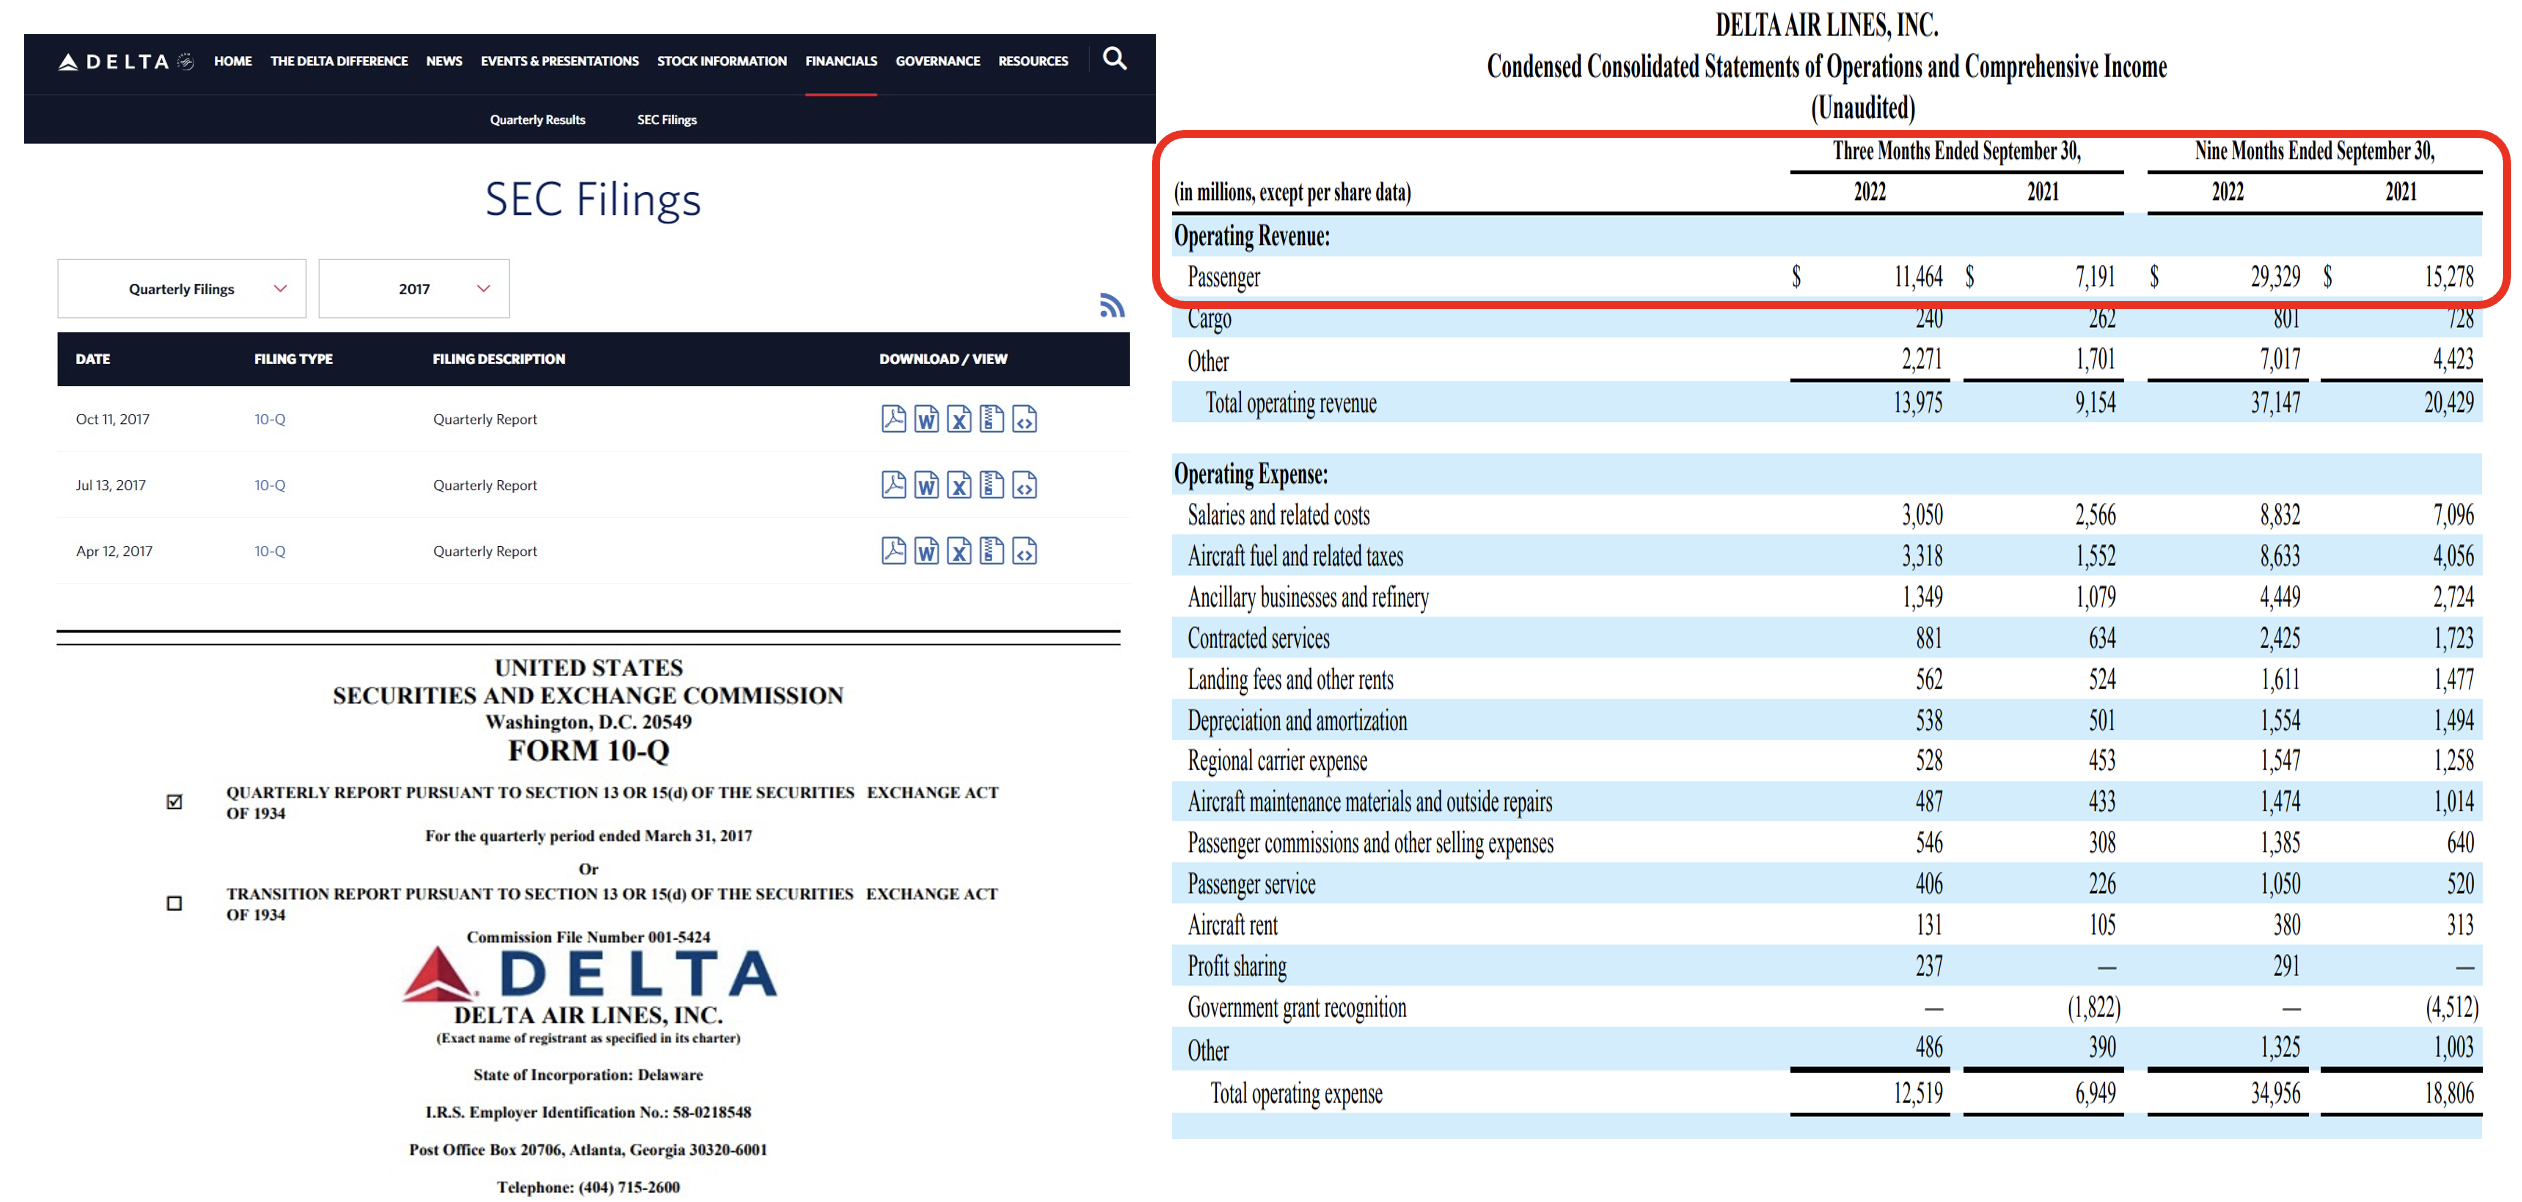 DELTA HOME THE DELTA DIFFERENCE NEWS EVENTS & PRESENTATIONS STOCK INFORMATION FINANCIALS GOVERNANCE RESOURCES
Quarterly Results SEC Filings
SEC Filings
Quarterly Filings 2017
DATE FILING TYPE FILING DESCRIPTION DOWNLOAD / VIEW
Oct 11, 2017 10-Q Quarterly Report
Jul 13, 2017 10-Q Quarterly Report
Apr 12, 2017 10-Q Quarterly Report
UNITED STATES
SECURITIES AND EXCHANGE COMMISSION
Washington, D.C. 20549
FORM 10-Q
☑ QUARTERLY REPORT PURSUANT TO SECTION 13 OR 15(d) OF THE SECURITIES EXCHANGE ACT
OF 1934
For the quarterly period ended March 31, 2017
Or
☐ TRANSITION REPORT PURSUANT TO SECTION 13 OR 15(d) OF THE SECURITIES EXCHANGE ACT
OF 1934
Commission File Number 001-5424
DELTA
DELTA AIR LINES, INC.
(Exact name of registrant as specified in its charter)
State of Incorporation: Delaware
I.R.S. Employer Identification No.: 58-0218548
Post Office Box 20706, Atlanta, Georgia 30320-6001
Telephone: (404) 715-2600
DELTA AIR LINES, INC.
Condensed Consolidated Statements of Operations and Comprehensive Income
(Unaudited)
Three Months Ended September 30, Nine Months Ended September 30,
(in millions, except per share data) 2022 2021 2022 2021
Operating Revenue:
Passenger $ 11,464 $ 7,191 $ 29,329 $ 15,278
Cargo 240 262 801 728
Other 2,271 1,701 7,017 4,423
Total operating revenue 13,975 9,154 37,147 20,429
Operating Expense:
Salaries and related costs 3,050 2,566 8,832 7,096
Aircraft fuel and related taxes 3,318 1,552 8,633 4,056
Ancillary businesses and refinery 1,349 1,079 4,449 2,724
Contracted services 881 634 2,425 1,723
Landing fees and other rents 562 524 1,611 1,477
Depreciation and amortization 538 501 1,554 1,494
Regional carrier expense 528 453 1,547 1,258
Aircraft maintenance materials and outside repairs 487 433 1,474 1,014
Passenger commissions and other selling expenses 546 308 1,385 640
Passenger service 406 226 1,050 520
Aircraft rent 131 105 380 313
Profit sharing 237 — 291 —
Government grant recognition — (1,822) — (4,512)
Other 486 390 1,325 1,003
Total operating expense 12,519 6,949 34,956 18,806